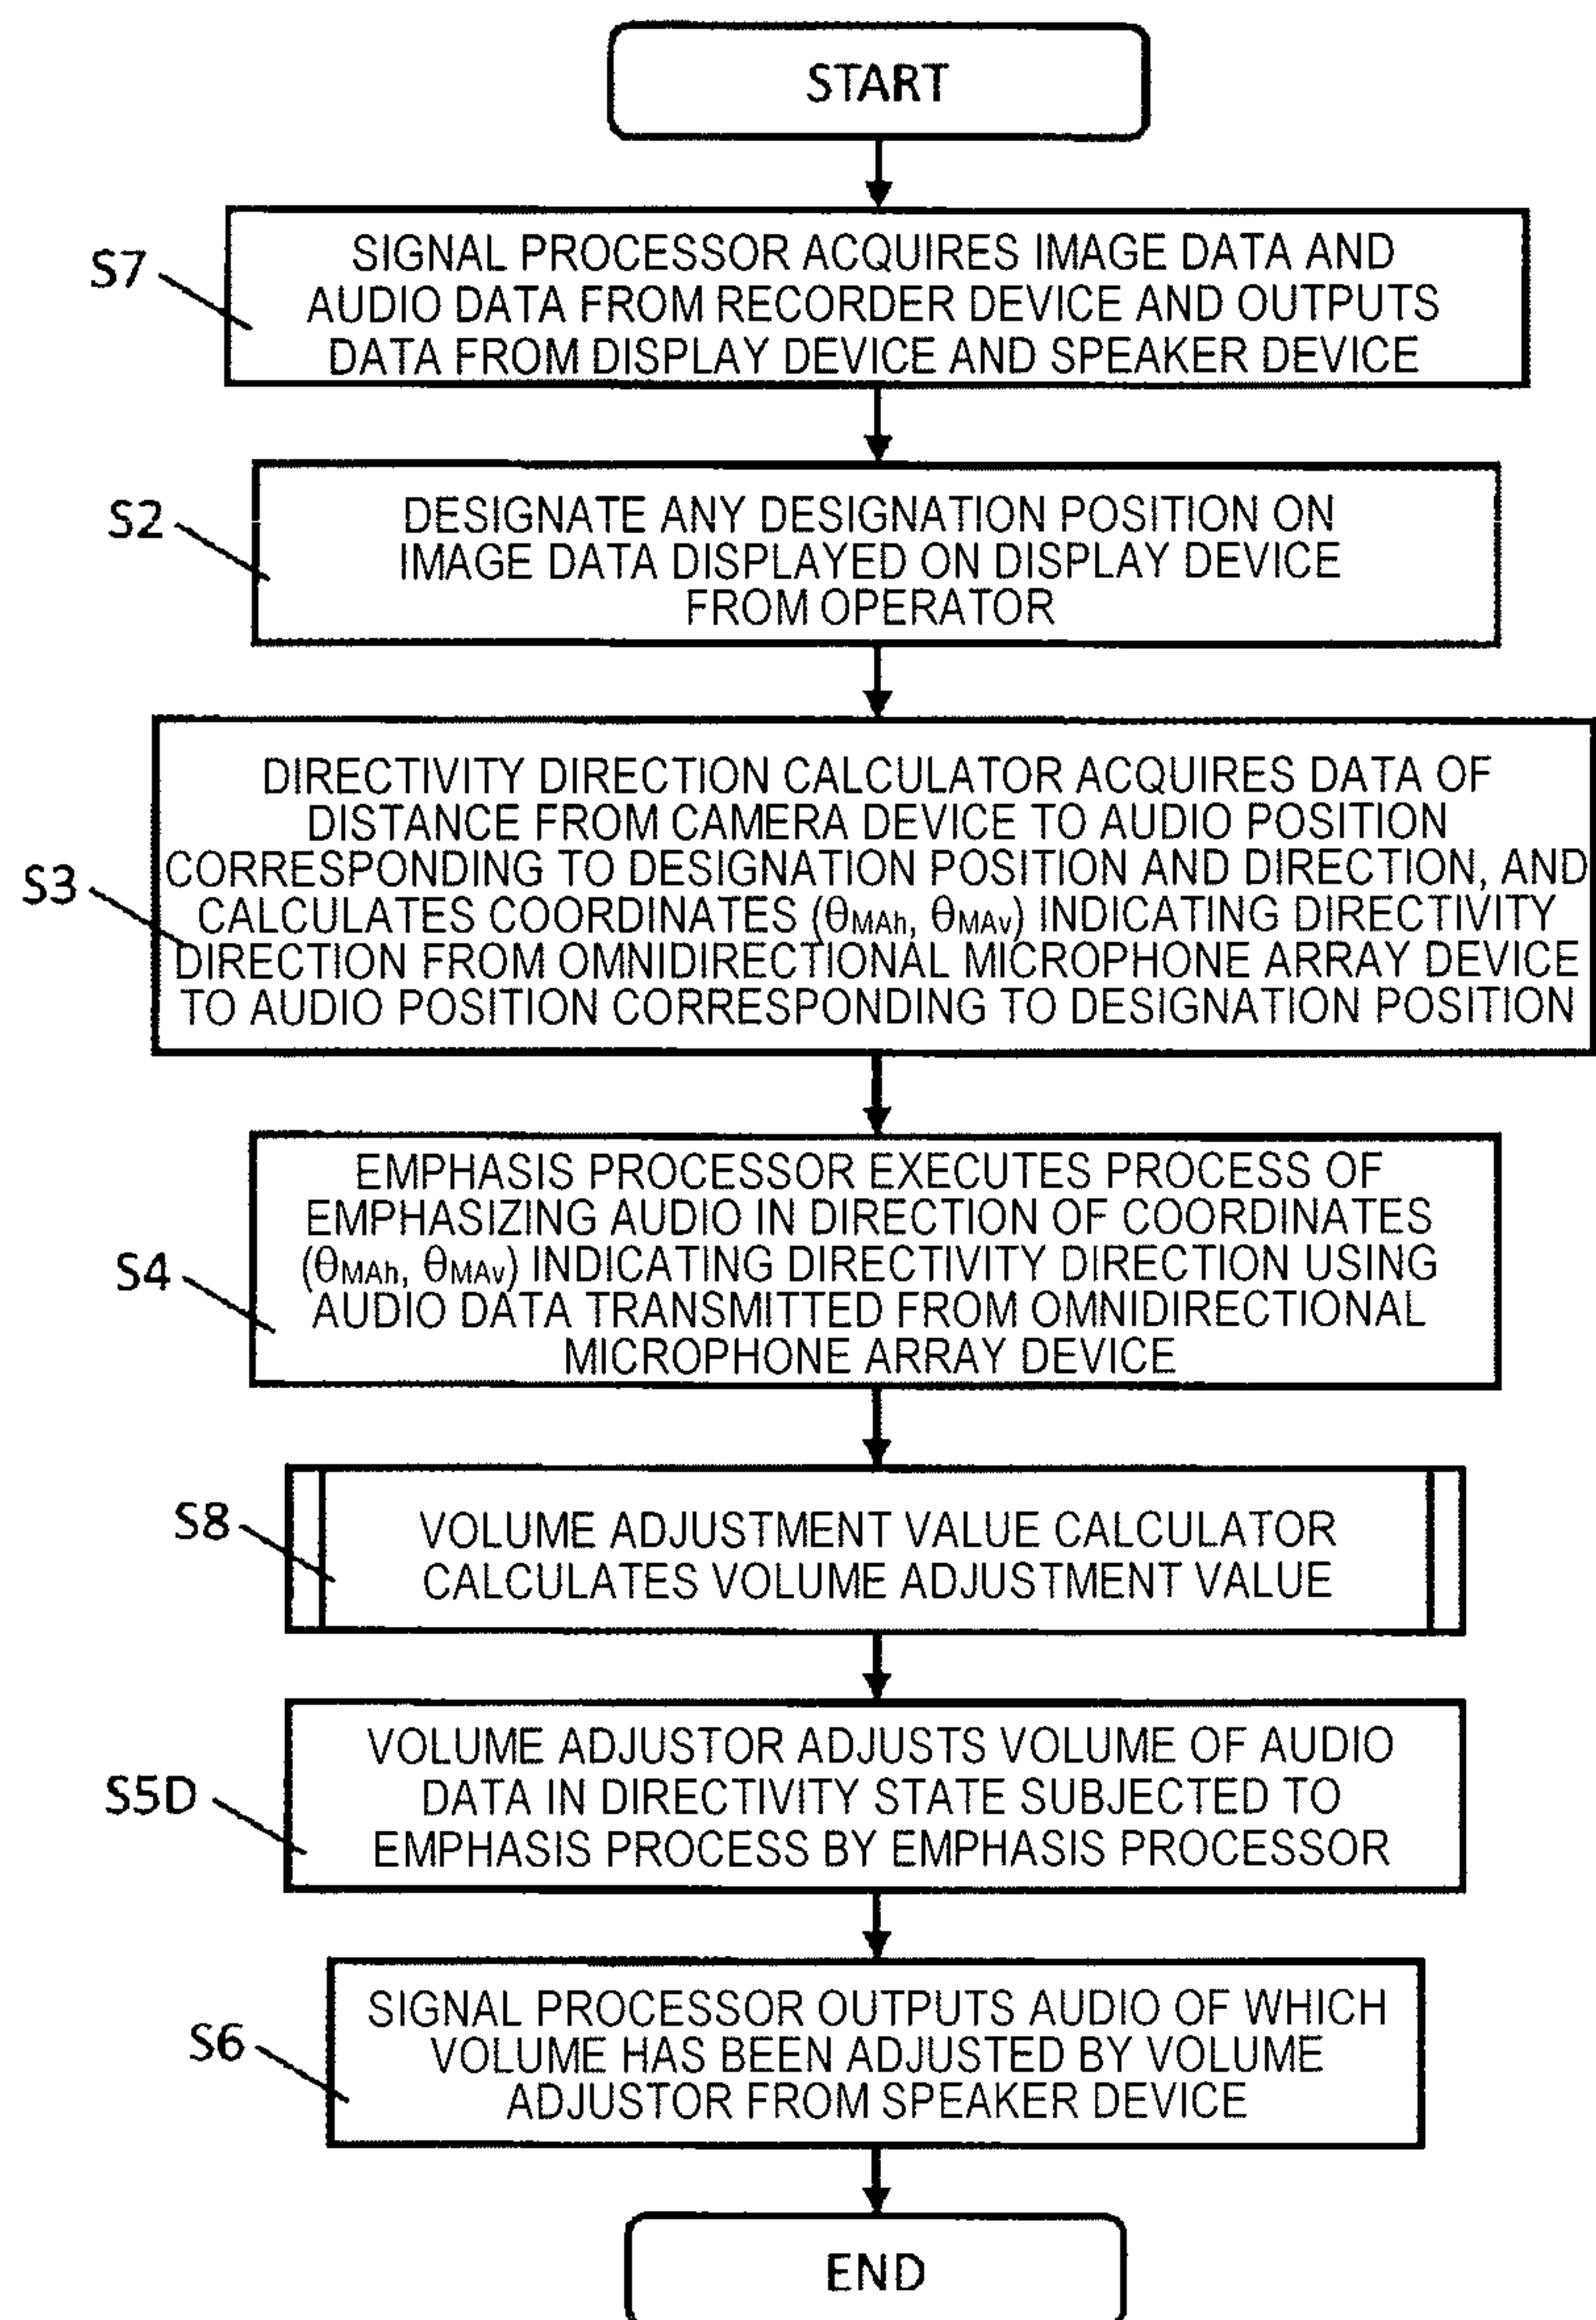 START
S7
SIGNAL PROCESSOR ACQUIRES IMAGE DATA AND
AUDIO DATA FROM RECORDER DEVICE AND OUTPUTS
DATA FROM DISPLAY DEVICE AND SPEAKER DEVICE
S2
DESIGNATE ANY DESIGNATION POSITION ON
IMAGE DATA DISPLAYED ON DISPLAY DEVICE
FROM OPERATOR
S3
DIRECTIVITY DIRECTION CALCULATOR ACQUIRES DATA OF
DISTANCE FROM CAMERA DEVICE TO AUDIO POSITION
CORRESPONDING TO DESIGNATION POSITION AND DIRECTION, AND
CALCULATES COORDINATES (θMAh, θMAv) INDICATING DIRECTIVITY
DIRECTION FROM OMNIDIRECTIONAL MICROPHONE ARRAY DEVICE
TO AUDIO POSITION CORRESPONDING TO DESIGNATION POSITION
S4
EMPHASIS PROCESSOR EXECUTES PROCESS OF
EMPHASIZING AUDIO IN DIRECTION OF COORDINATES
(θMAh, θMAv) INDICATING DIRECTIVITY DIRECTION USING
AUDIO DATA TRANSMITTED FROM OMNIDIRECTIONAL
MICROPHONE ARRAY DEVICE
S8
VOLUME ADJUSTMENT VALUE CALCULATOR
CALCULATES VOLUME ADJUSTMENT VALUE
S5D
VOLUME ADJUSTOR ADJUSTS VOLUME OF AUDIO
DATA IN DIRECTIVITY STATE SUBJECTED TO
EMPHASIS PROCESS BY EMPHASIS PROCESSOR
S6
SIGNAL PROCESSOR OUTPUTS AUDIO OF WHICH
VOLUME HAS BEEN ADJUSTED BY VOLUME
ADJUSTOR FROM SPEAKER DEVICE
END